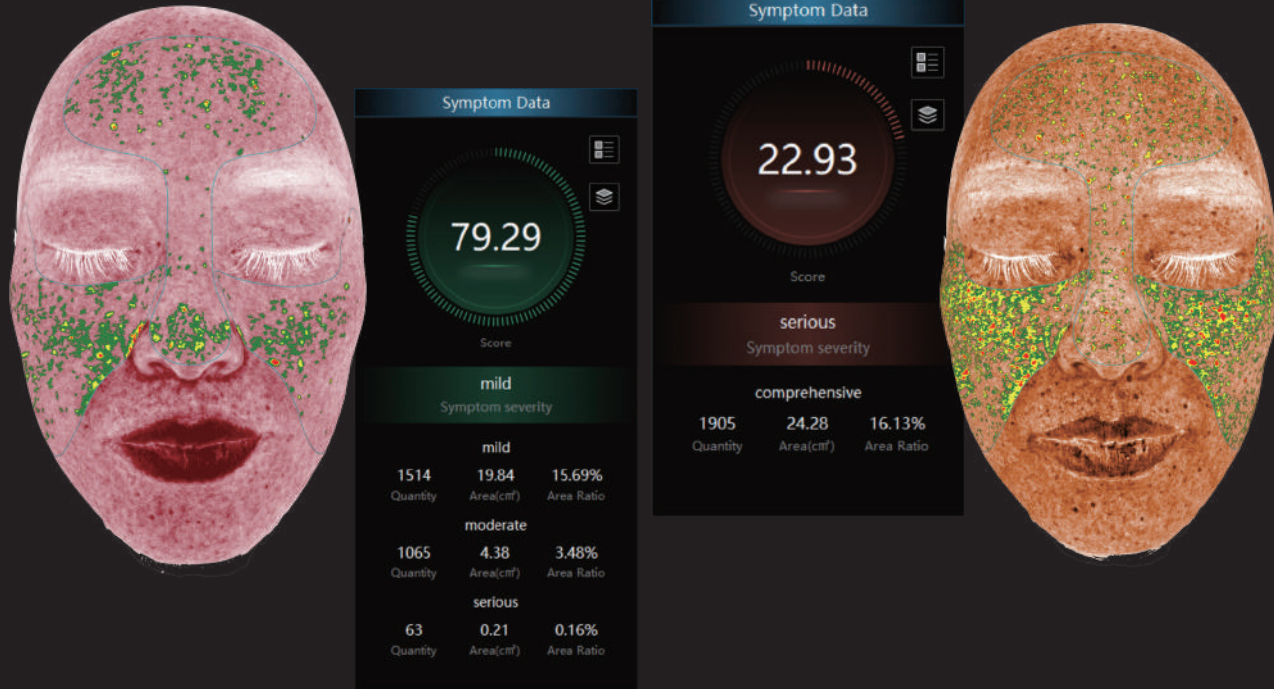 Symptom Data
79.29
Score
mild
Symptom severity
mild
1514 19.84 15.69%
Quantity Area(cm²) Area Ratio
moderate
1065 4.38 3.48%
Quantity Area(cm²) Area Ratio
serious
63 0.21 0.16%
Quantity Area(cm²) Area Ratio
Symptom Data
22.93
Score
serious
Symptom severity
comprehensive
1905 24.28 16.13%
Quantity Area(cm²) Area Ratio